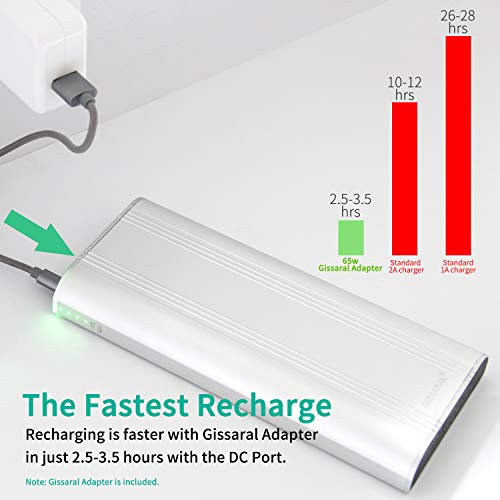 26-28
hrs
10-12
hrs
2.5-3.5
hrs
65w
Gissaral Adapter
Standard
2A charger
Standard
1A charger
GISSARAL®
The Fastest Recharge
Recharging is faster with Gissaral Adapter
in just 2.5-3.5 hours with the DC Port.
Note: Gissaral Adapter is included.